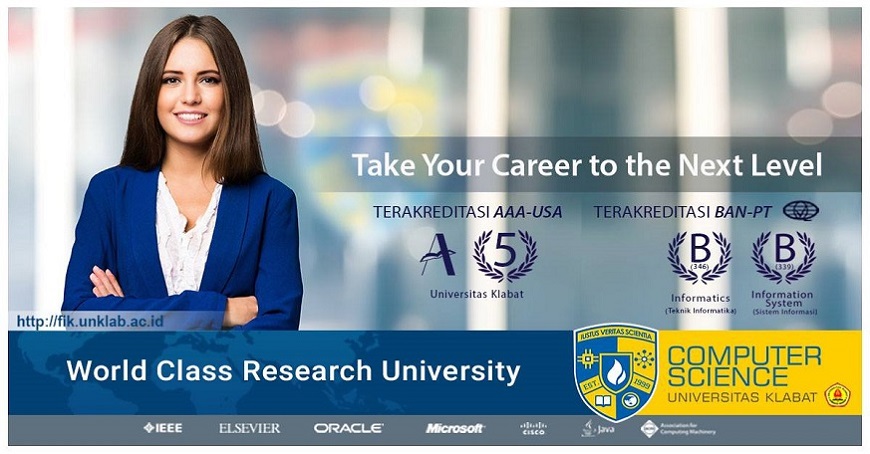 Take Your Career to the Next Level
TERAKREDITASI AAA-USA
TERAKREDITASI BAN-PT
A
5
B
(346)
B
(339)
Universitas Klabat
Informatics
(Teknik Informatika)
Information
System
(Sistem Informasi)
http://fik.unklab.ac.id
World Class Research University
IUSTUS VERITAS SCIENTIA
EST.
1999
COMPUTER
SCIENCE
UNIVERSITAS KLABAT
IEEE
ELSEVIER
ORACLE
Microsoft
CISCO
Java
acm
Association for
Computing Machinery